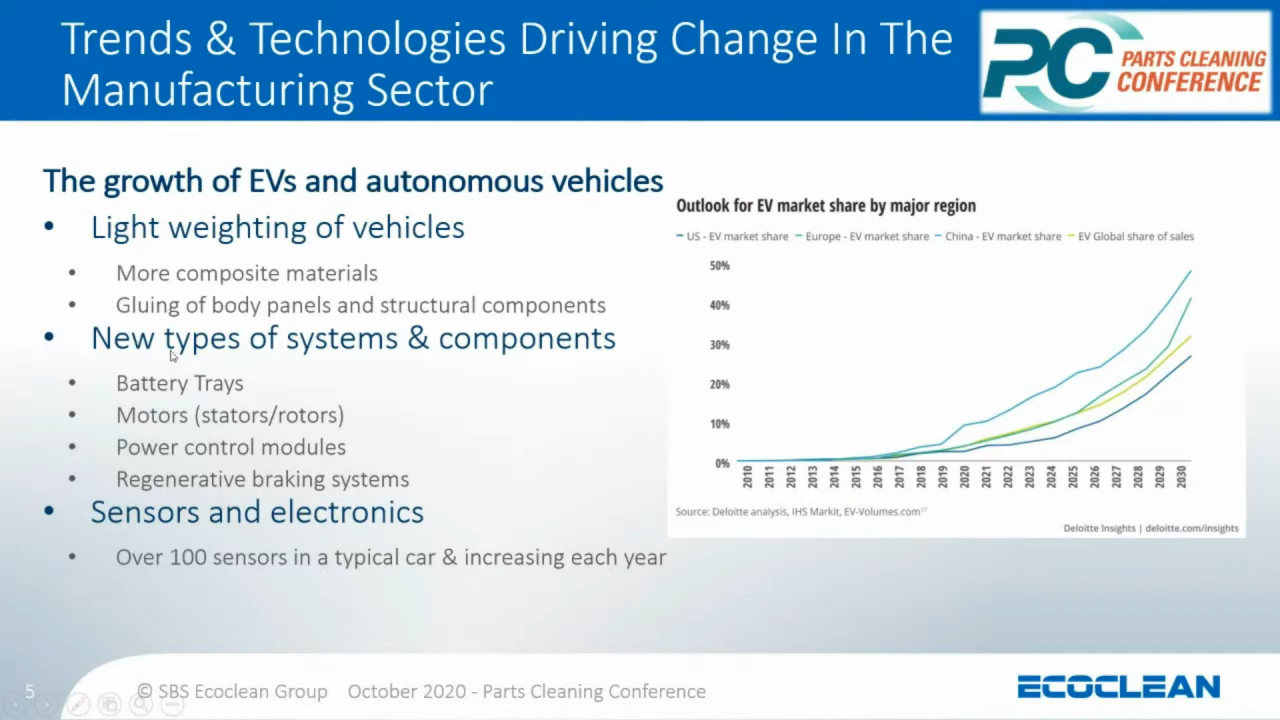 Trends & Technologies Driving Change In The
Manufacturing Sector
PC PARTS CLEANING
CONFERENCE
The growth of EVs and autonomous vehicles
• Light weighting of vehicles
• More composite materials
• Gluing of body panels and structural components
• New types of systems & components
• Battery Trays
• Motors (stators/rotors)
• Power control modules
• Regenerative braking systems
• Sensors and electronics
• Over 100 sensors in a typical car & increasing each year
Outlook for EV market share by major region
US - EV market share Europe - EV market share China - EV market share EV Global share of sales
50%
40%
30%
20%
10%
0%
2010 2011 2012 2013 2014 2015 2016 2017 2018 2019 2020 2021 2022 2023 2024 2025 2026 2027 2028 2029 2030
Source: Deloitte analysis, IHS Markit, EV-Volumes.com17
Deloitte Insights | deloitte.com/insights
5 © SBS Ecoclean Group October 2020 - Parts Cleaning Conference
ECOCLEAN